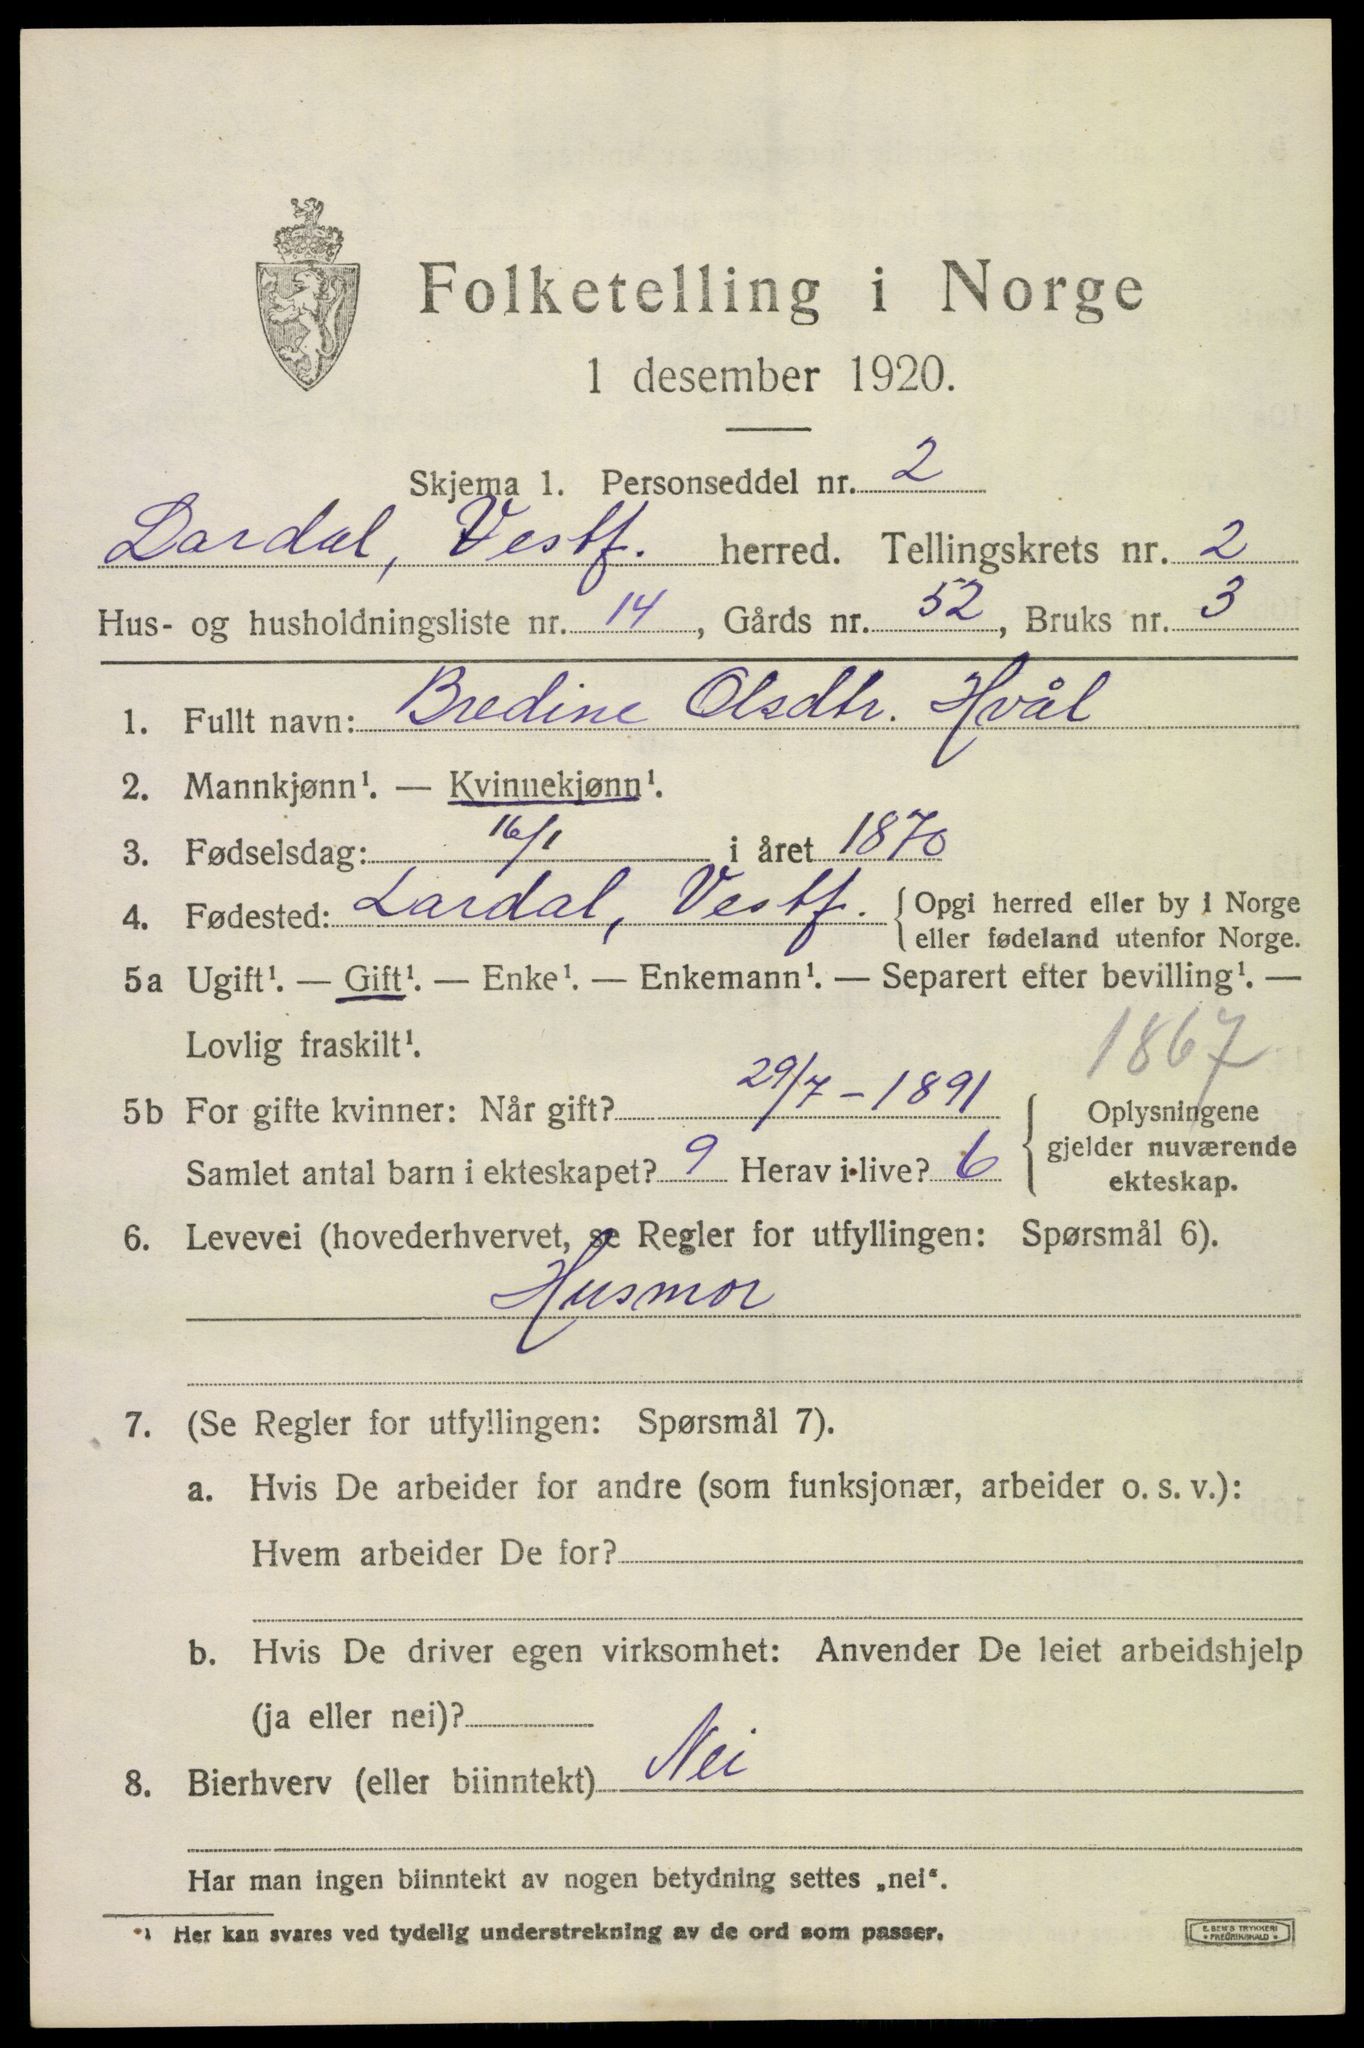 Folketelling i Norge
1 desember 1920.
Skjema 1. Personseddel nr. 2
Lardal, Vestf. herred. Tellingskrets nr. 2
Hus- og husholdningsliste nr. 14, Gårds nr. 52, Bruks nr. 3
1. Fullt navn: Bredine Olsdtr. Hvål
2. Mannkjønn¹. — Kvinnekjønn¹.
3. Fødselsdag: 16/1 i året 1870
4. Fødested: Lardal, Vestf. { Opgi herred eller by i Norge
eller fødeland utenfor Norge.
5a Ugift¹. — Gift¹. — Enke¹. — Enkemann¹. — Separert efter bevilling¹. —
Lovlig fraskilt¹.
1867
5b For gifte kvinner: Når gift? 29/7 – 1891
Samlet antal barn i ekteskapet? 9 Herav i live? 6
{ Oplysningene
gjelder nuværende
ekteskap.
6. Levevei (hovederhvervet, se Regler for utfyllingen: Spørsmål 6).
Husmor
7. (Se Regler for utfyllingen: Spørsmål 7).
a. Hvis De arbeider for andre (som funksjonær, arbeider o. s. v.):
Hvem arbeider De for?
b. Hvis De driver egen virksomhet: Anvender De leiet arbeidshjelp
(ja eller nei)?
8. Bierhverv (eller biinntekt) Nei
Har man ingen biinntekt av nogen betydning settes „nei“.
¹ Her kan svares ved tydelig understrekning av de ord som passer.
E. SEM'S TRYKKERI
* FREDRIKSHALD *